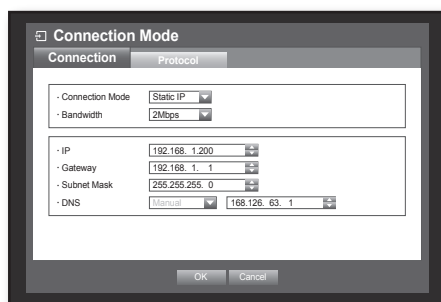 Connection Mode
Connection Protocol
· Connection Mode Static IP
· Bandwidth 2Mbps
· IP 192.168. 1.200
· Gateway 192.168. 1. 1
· Subnet Mask 255.255.255. 0
· DNS Manual 168.126. 63. 1
OK Cancel